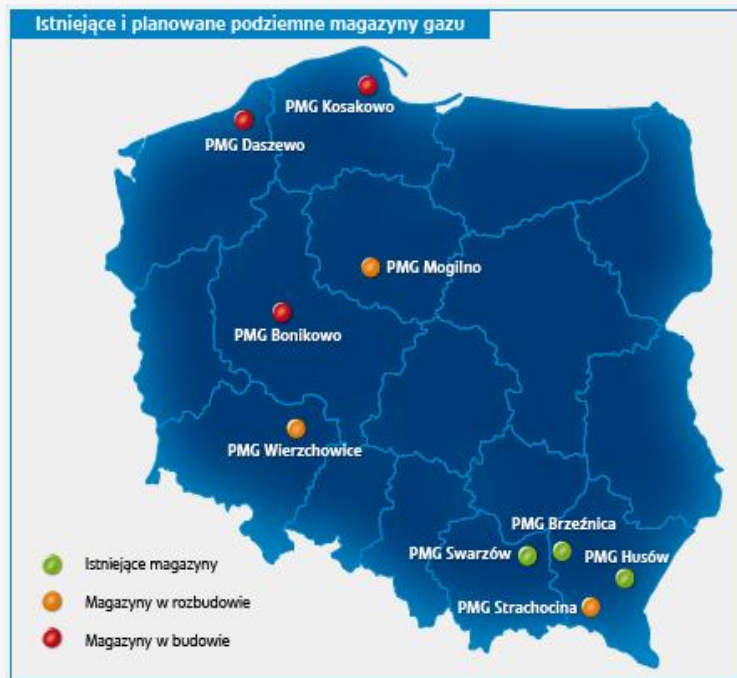 Istniejące i planowane podziemne magazyny gazu
PMG Kosakowo
PMG Daszewo
PMG Mogilno
PMG Bonikowo
PMG Wierzchowice
PMG Brzeźnica
PMG Swarzów
PMG Husów
PMG Strachocina
Istniejące magazyny
Magazyny w rozbudowie
Magazyny w budowie